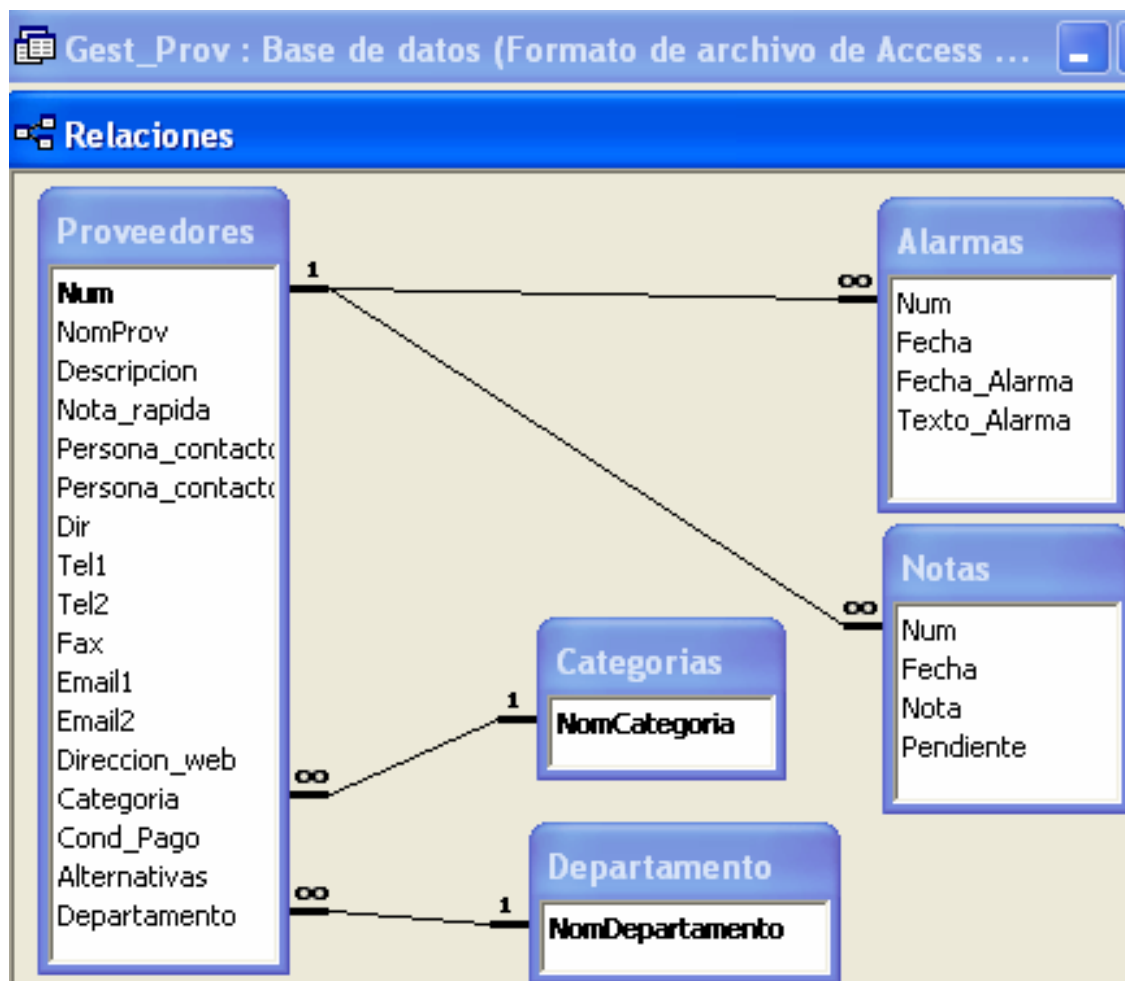 Gest_Prov : Base de datos (Formato de archivo de Access ...
Relaciones
Proveedores
Num
NomProv
Descripcion
Nota_rapida
Persona_contacto
Persona_contacto
Dir
Tel1
Tel2
Fax
Email1
Email2
Direccion_web
Categoria
Cond_Pago
Alternativas
Departamento
1
∞
∞
1
∞
1
∞
Alarmas
Num
Fecha
Fecha_Alarma
Texto_Alarma
Notas
Num
Fecha
Nota
Pendiente
Categorias
NomCategoria
Departamento
NomDepartamento